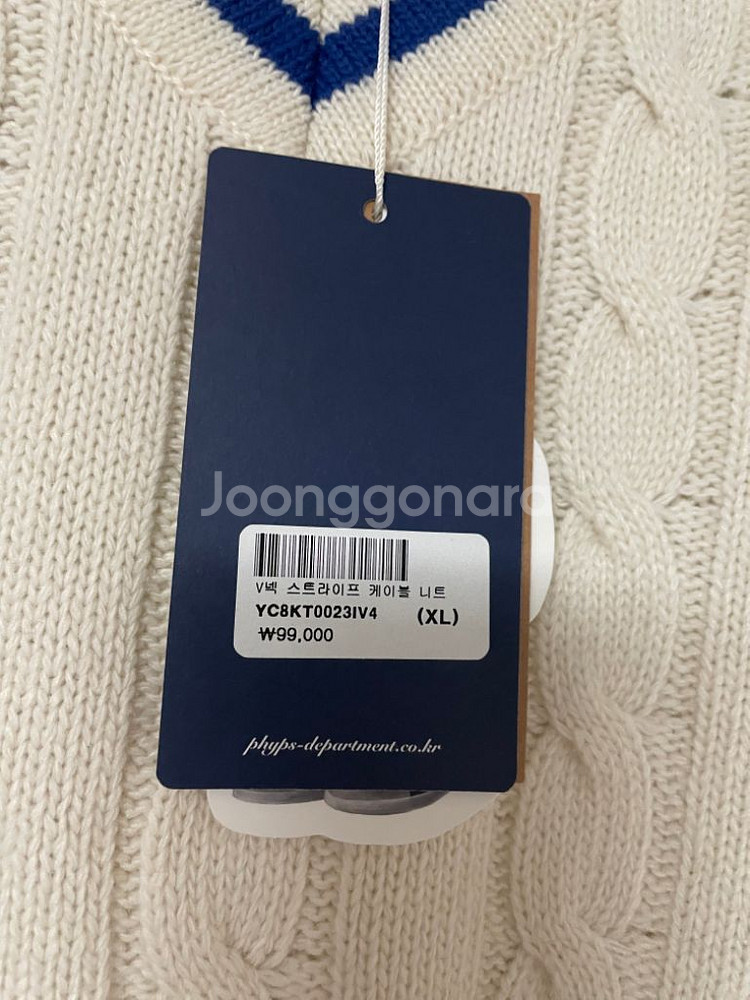 Joonggonara
V넥 스트라이프 케이블 니트
YC8KT0023IV4 (XL)
₩99,000
phyps-department.co.kr